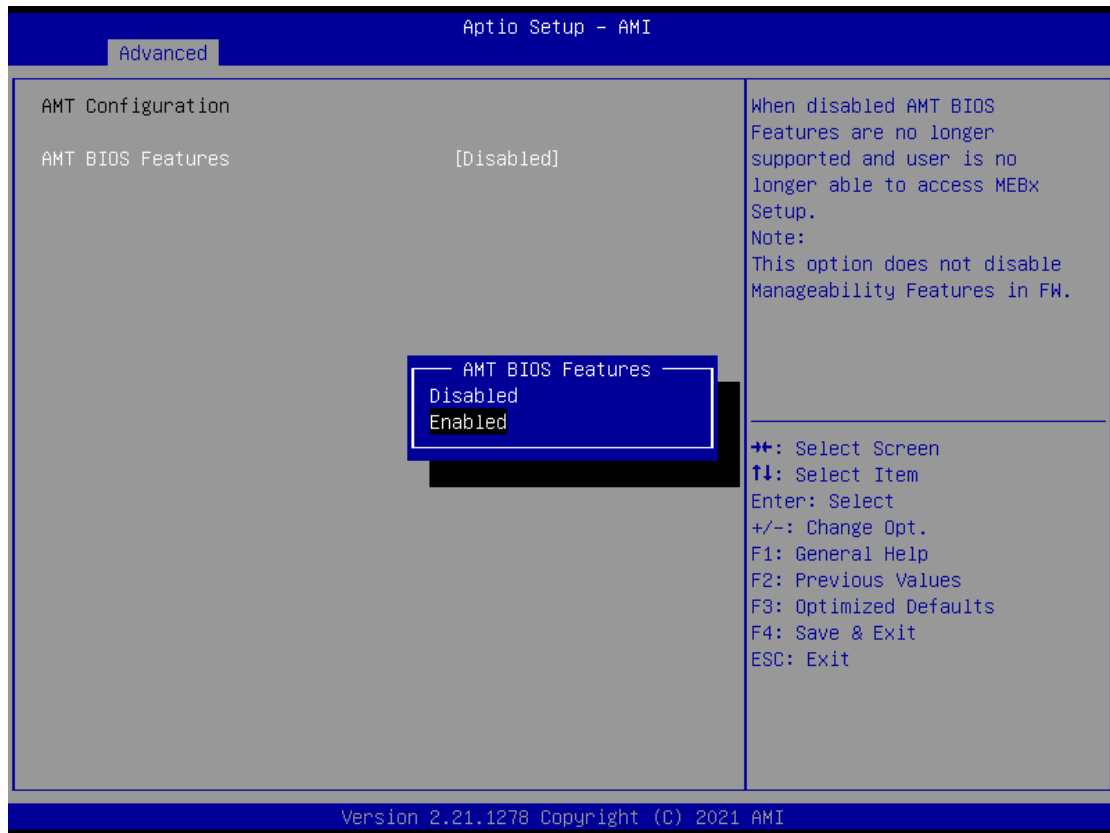 Aptio Setup – AMI
Advanced
AMT Configuration
AMT BIOS Features [Disabled]
When disabled AMT BIOS
Features are no longer
supported and user is no
longer able to access MEBx
Setup.
Note:
This option does not disable
Manageability Features in FW.
AMT BIOS Features
Disabled
Enabled
→←: Select Screen
↑↓: Select Item
Enter: Select
+/-: Change Opt.
F1: General Help
F2: Previous Values
F3: Optimized Defaults
F4: Save & Exit
ESC: Exit
Version 2.21.1278 Copyright (C) 2021 AMI